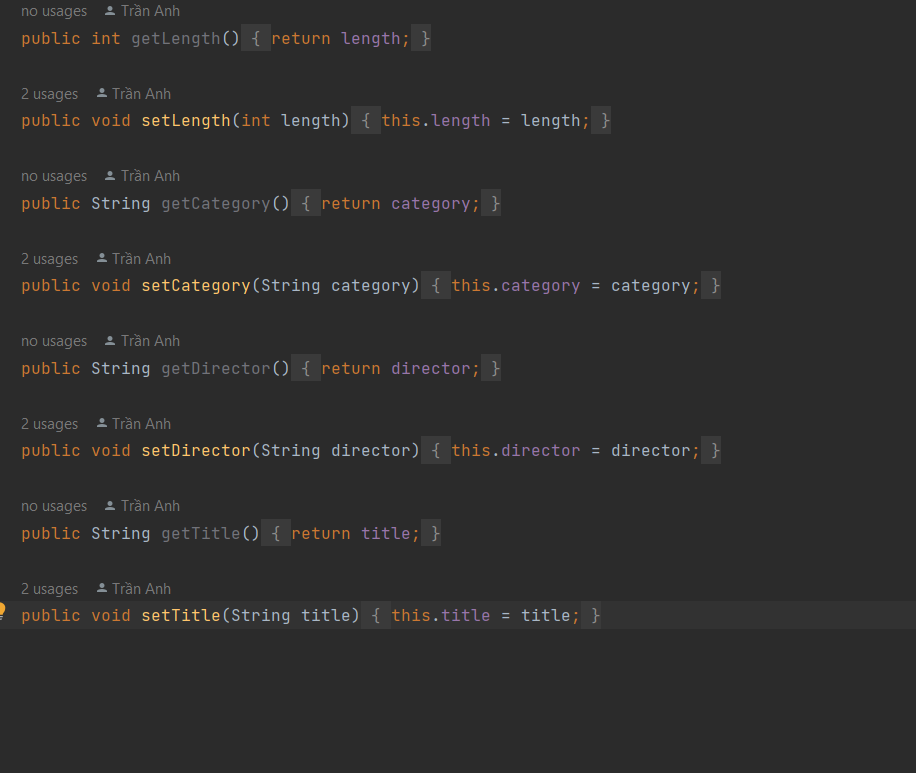 no usages Trần Anh
public int getLength() { return length; }
2 usages Trần Anh
public void setLength(int length) { this.length = length; }
no usages Trần Anh
public String getCategory() { return category; }
2 usages Trần Anh
public void setCategory(String category) { this.category = category; }
no usages Trần Anh
public String getDirector() { return director; }
2 usages Trần Anh
public void setDirector(String director) { this.director = director; }
no usages Trần Anh
public String getTitle() { return title; }
2 usages Trần Anh
public void setTitle(String title) { this.title = title; }